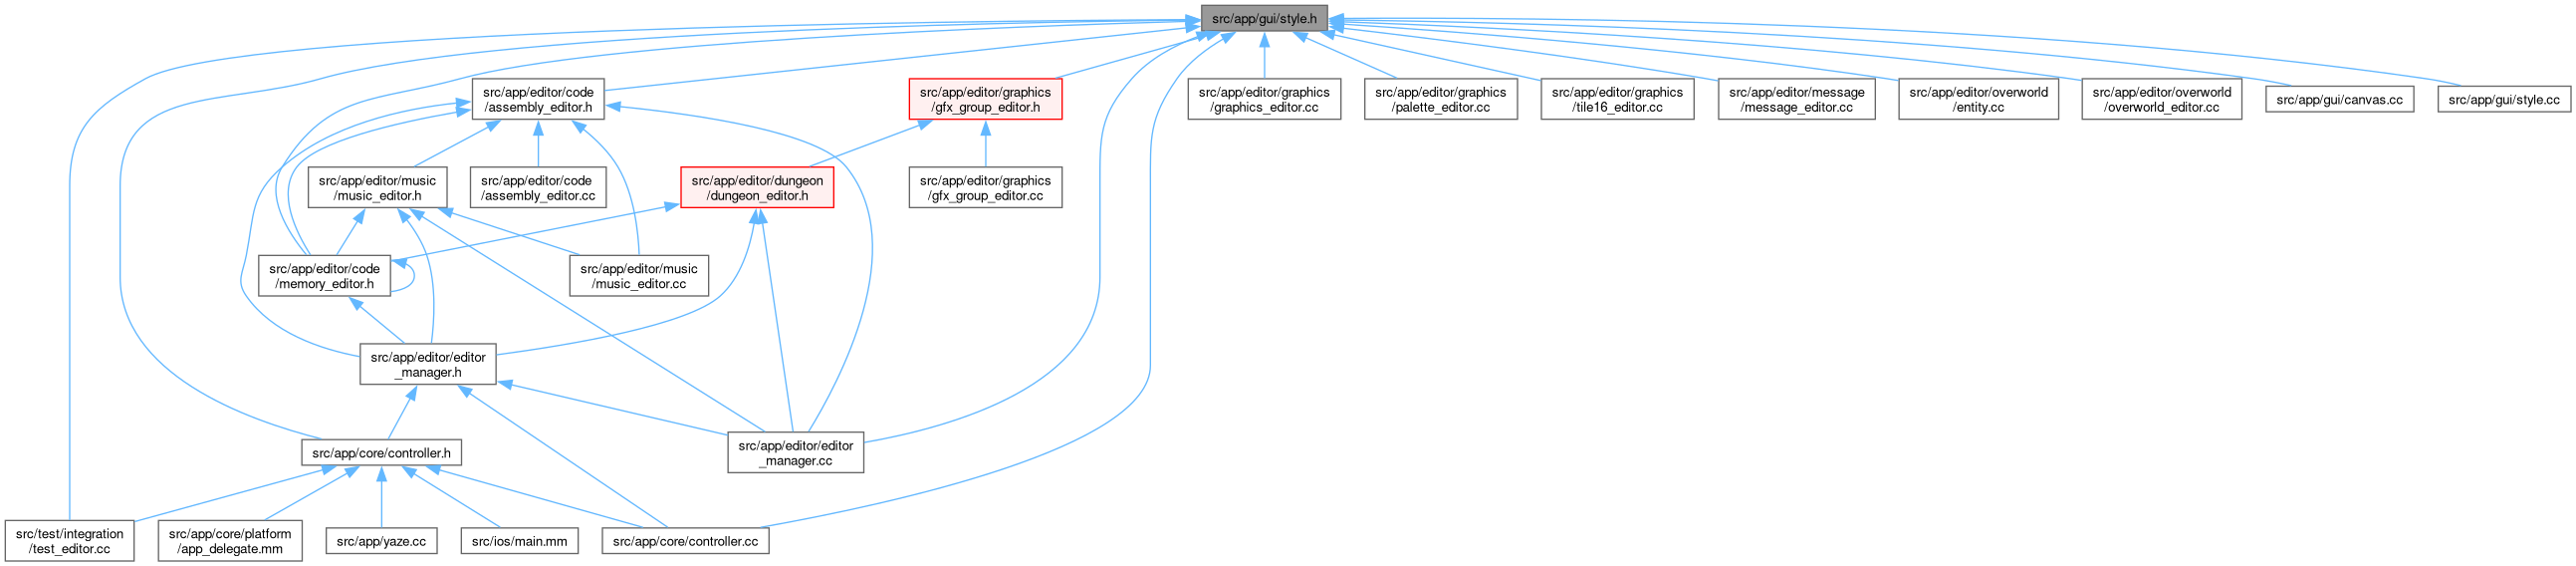 src/app/gui/style.h
src/app/editor/code
/assembly_editor.h
src/app/editor/graphics
/gfx_group_editor.h
src/app/editor/graphics
/graphics_editor.cc
src/app/editor/graphics
/palette_editor.cc
src/app/editor/graphics
/tile16_editor.cc
src/app/editor/message
/message_editor.cc
src/app/editor/overworld
/entity.cc
src/app/editor/overworld
/overworld_editor.cc
src/app/gui/canvas.cc
src/app/gui/style.cc
src/app/editor/music
/music_editor.h
src/app/editor/code
/assembly_editor.cc
src/app/editor/dungeon
/dungeon_editor.h
src/app/editor/graphics
/gfx_group_editor.cc
src/app/editor/code
/memory_editor.h
src/app/editor/music
/music_editor.cc
src/app/editor/editor
_manager.h
src/app/core/controller.h
src/app/editor/editor
_manager.cc
src/test/integration
/test_editor.cc
src/app/core/platform
/app_delegate.mm
src/app/yaze.cc
src/ios/main.mm
src/app/core/controller.cc